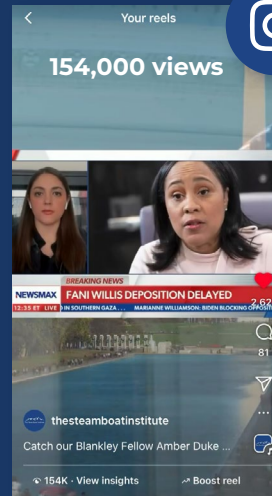 Your reels
154,000 views
BREAKING NEWS
NEWSMAX FANI WILLIS DEPOSITION DELAYED
12:35 ET LIVE IN SOUTHERN GAZA... MARIANNE WILLIAMSON: BIDEN BLOCKING OPPOSITI
2,62
81
thesteamboatinstitute
Catch our Blankley Fellow Amber Duke ...
154K · View insights
Boost reel